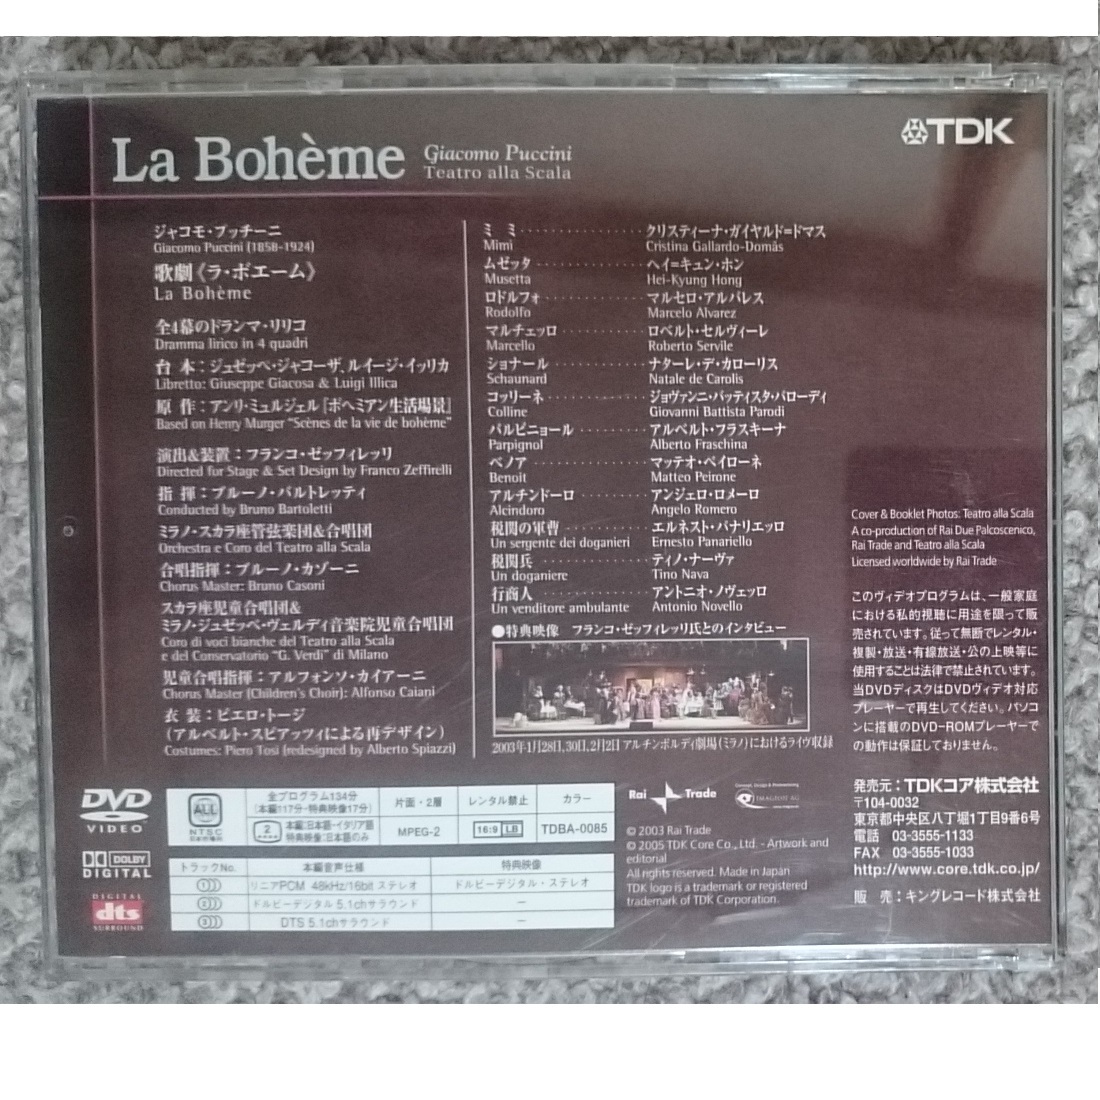 La Bohème
Giacomo Puccini
Teatro alla Scala
TDK
ジャコモ・プッチーニ
Giacomo Puccini (1858-1924)
歌劇《ラ・ボエーム》
La Bohème
全4幕のドランマ・リリコ
Dramma lirico in 4 quadri
台 本：ジュゼッペ・ジャコーザ、ルイージ・イッリカ
Libretto: Giuseppe Giacosa & Luigi Illica
原 作：アンリ・ミュルジェル『ボヘミアン生活場景』
Based on Henry Murger "Scènes de la vie de bohème"
演出&装置：フランコ・ゼッフィレッリ
Directed for Stage & Set Design by Franco Zeffirelli
指 揮：ブルーノ・バルトレッティ
Conducted by Bruno Bartoletti
ミラノ・スカラ座管弦楽団&合唱団
Orchestra e Coro del Teatro alla Scala
合唱指揮：ブルーノ・カゾーニ
Chorus Master: Bruno Casoni
スカラ座児童合唱団&
ミラノ・ジュゼッペ・ヴェルディ音楽院児童合唱団
Coro di voci bianche del Teatro alla Scala
e del Conservatorio "G. Verdi" di Milano
児童合唱指揮：アルフォンソ・カイアーニ
Chorus Master (Children's Choir): Alfonso Caiani
衣 装：ピエロ・トージ
（アルベルト・スピアッツィによる再デザイン）
Costumes: Piero Tosi (redesigned by Alberto Spiazzi)
ミ ミ・・・・・・・・・・・・クリスティーナ・ガイヤルド=ドマス
Mimì Cristina Gallardo-Domâs
ムゼッタ・・・・・・・・・・・・ヘイ=キュン・ホン
Musetta Hei-Kyung Hong
ロドルフォ・・・・・・・・・・・・マルセロ・アルバレス
Rodolfo Marcelo Alvarez
マルチェッロ・・・・・・・・・・ロベルト・セルヴィーレ
Marcello Roberto Servile
ショナール・・・・・・・・・・・・ナターレ・デ・カローリス
Schaunard Natale de Carolis
コッリーネ・・・・・・・・・・・・ジョヴァンニ・バッティスタ・パローディ
Colline Giovanni Battista Parodi
パルピニョール・・・・・・・・アルベルト・フラスキーナ
Parpignol Alberto Fraschina
ベノア・・・・・・・・・・・・マッテオ・ペイローネ
Benoit Matteo Peirone
アルチンドーロ・・・・・・・・アンジェロ・ロメーロ
Alcindoro Angelo Romero
税関の軍曹・・・・・・・・・・エルネスト・パナリエッロ
Un sergente dei doganieri Ernesto Panariello
税関兵・・・・・・・・・・・・ティノ・ナーヴァ
Un doganiere Tino Nava
行商人・・・・・・・・・・・・アントニオ・ノヴェッロ
Un venditore ambulante Antonio Novello
●特典映像 フランコ・ゼッフィレッリ氏とのインタビュー
2003年1月28日,30日,2月2日 アルチンボルディ劇場(ミラノ)におけるライヴ収録
Cover & Booklet Photos: Teatro alla Scala
A co-production of Rai Due Palcoscenico,
Rai Trade and Teatro alla Scala
Licensed worldwide by Rai Trade
このヴィデオプログラムは、一般家庭
における私的視聴に用途を限って販
売されています。従って無断でレンタル・
複製・放送・有線放送・公の上映等に
使用することは法律で禁止されています。
当DVDディスクはDVDヴィデオ対応
プレーヤーで再生してください。パソコ
ンに搭載のDVD-ROMプレーヤーで
の動作は保証しておりません。
DVD
VIDEO
ALL
NTSC
日本市場向
全プログラム134分
(本編117分・特典映像17分)
片面・2層
レンタル禁止
カラー
2
本編:日本語・イタリア語
特典映像:日本語のみ
MPEG-2
16:9 LB
TDBA-0085
DOLBY
DIGITAL
DIGITAL
dts
SURROUND
トラックNo. 本編音声仕様 特典映像
1 リニアPCM 48kHz/16bit ステレオ ドルビーデジタル・ステレオ
2 ドルビーデジタル 5.1chサラウンド ー
3 DTS 5.1chサラウンド ー
Rai Trade
IMAGION AG
© 2003 Rai Trade
© 2005 TDK Core Co., Ltd. - Artwork and
editorial
All rights reserved. Made in Japan
TDK logo is a trademark or registered
trademark of TDK Corporation.
発売元：TDKコア株式会社
〒104-0032
東京都中央区八丁堀1丁目9番6号
電話 03-3555-1133
FAX 03-3555-1033
http://www.core.tdk.co.jp/
販 売：キングレコード株式会社